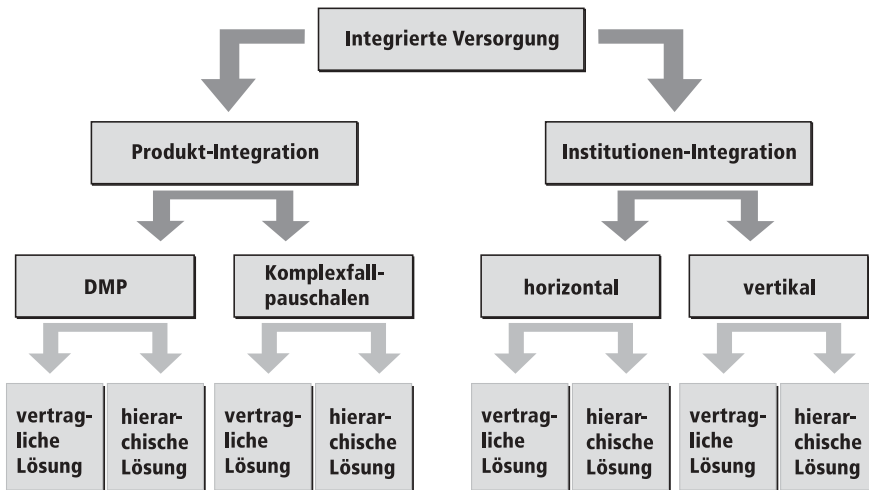 Integrierte Versorgung
Produkt-Integration
Institutionen-Integration
DMP
Komplexfall-
pauschalen
horizontal
vertikal
vertrag-
liche
Lösung
hierar-
chische
Lösung
vertrag-
liche
Lösung
hierar-
chische
Lösung
vertrag-
liche
Lösung
hierar-
chische
Lösung
vertrag-
liche
Lösung
hierar-
chische
Lösung